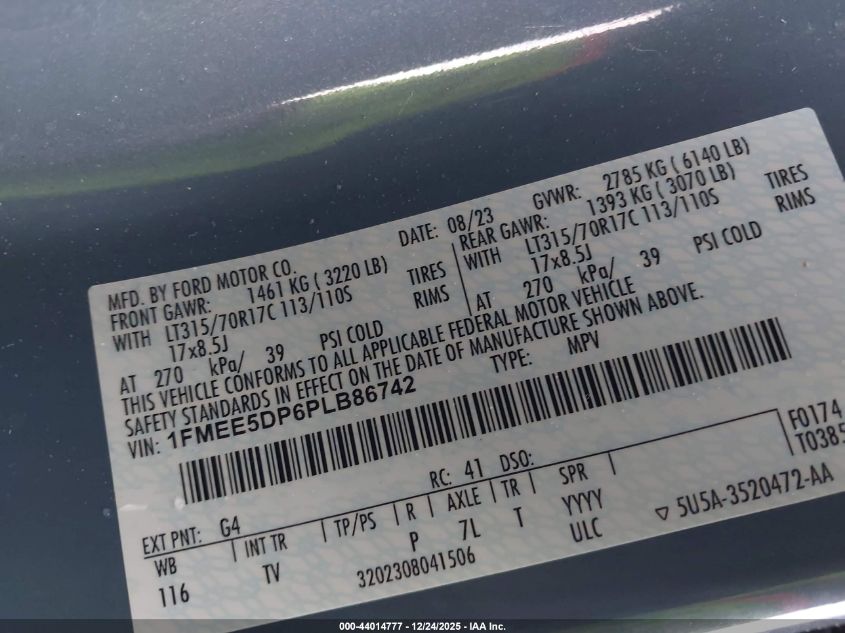 MFD. BY FORD MOTOR CO.
DATE: 08/23 GVWR: 2785 KG ( 6140 LB)
FRONT GAWR: 1461 KG ( 3220 LB)
WITH LT315/70R17C 113/110S TIRES
17x8.5J RIMS
AT 270 kPa/ 39 PSI COLD
REAR GAWR: 1393 KG ( 3070 LB)
WITH LT315/70R17C 113/110S TIRES
17x8.5J RIMS
AT 270 kPa/ 39 PSI COLD
THIS VEHICLE CONFORMS TO ALL APPLICABLE FEDERAL MOTOR VEHICLE
SAFETY STANDARDS IN EFFECT ON THE DATE OF MANUFACTURE SHOWN ABOVE.
VIN: 1FMEE5DP6PLB86742 TYPE: MPV
F0174
T0385
EXT PNT: G4 RC: 41 DSO:
WB INT TR TP/PS R AXLE TR SPR
116 TV P 7L T YYYY
3202308041506 ULC
5U5A-3520472-AA
000-44014777 - 12/24/2025 - IAA Inc.